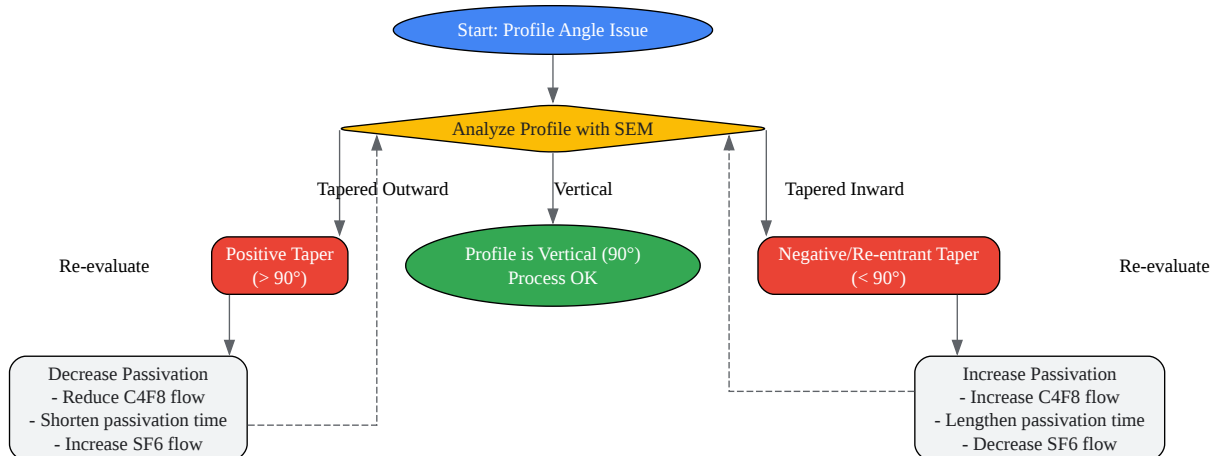 Start: Profile Angle Issue
Analyze Profile with SEM
Tapered Outward
Vertical
Tapered Inward
Re-evaluate
Positive Taper
(> 90°)
Profile is Vertical (90°)
Process OK
Negative/Re-entrant Taper
(< 90°)
Re-evaluate
Decrease Passivation
- Reduce C4F8 flow
- Shorten passivation time
- Increase SF6 flow
Increase Passivation
- Increase C4F8 flow
- Lengthen passivation time
- Decrease SF6 flow